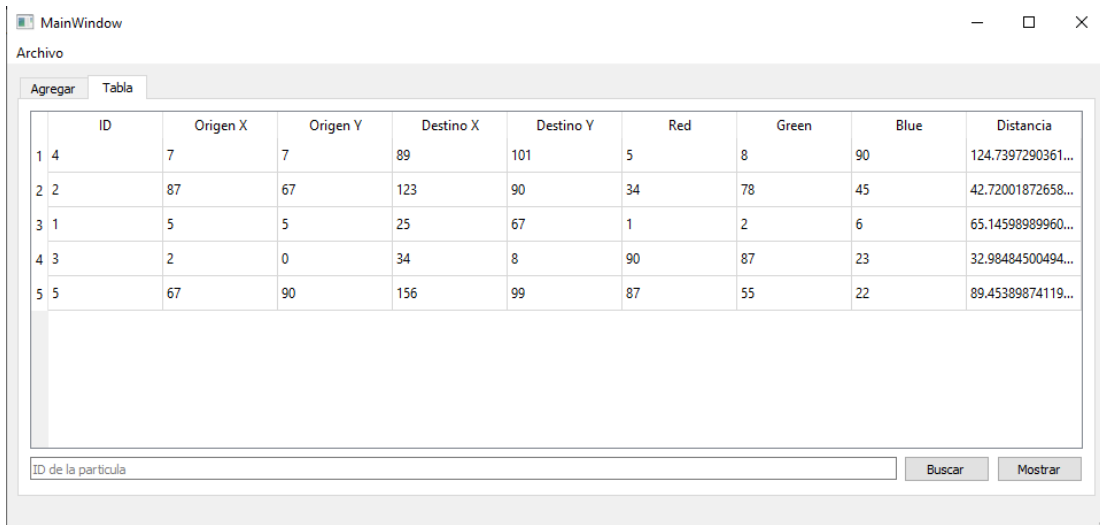 MainWindow
Archivo
Agregar Tabla
ID Origen X Origen Y Destino X Destino Y Red Green Blue Distancia
1 4 7 7 89 101 5 8 90 124.7397290361...
2 2 87 67 123 90 34 78 45 42.72001872658...
3 1 5 5 25 67 1 2 6 65.14598989960...
4 3 2 0 34 8 90 87 23 32.98484500494...
5 5 67 90 156 99 87 55 22 89.45389874119...
ID de la particula Buscar Mostrar